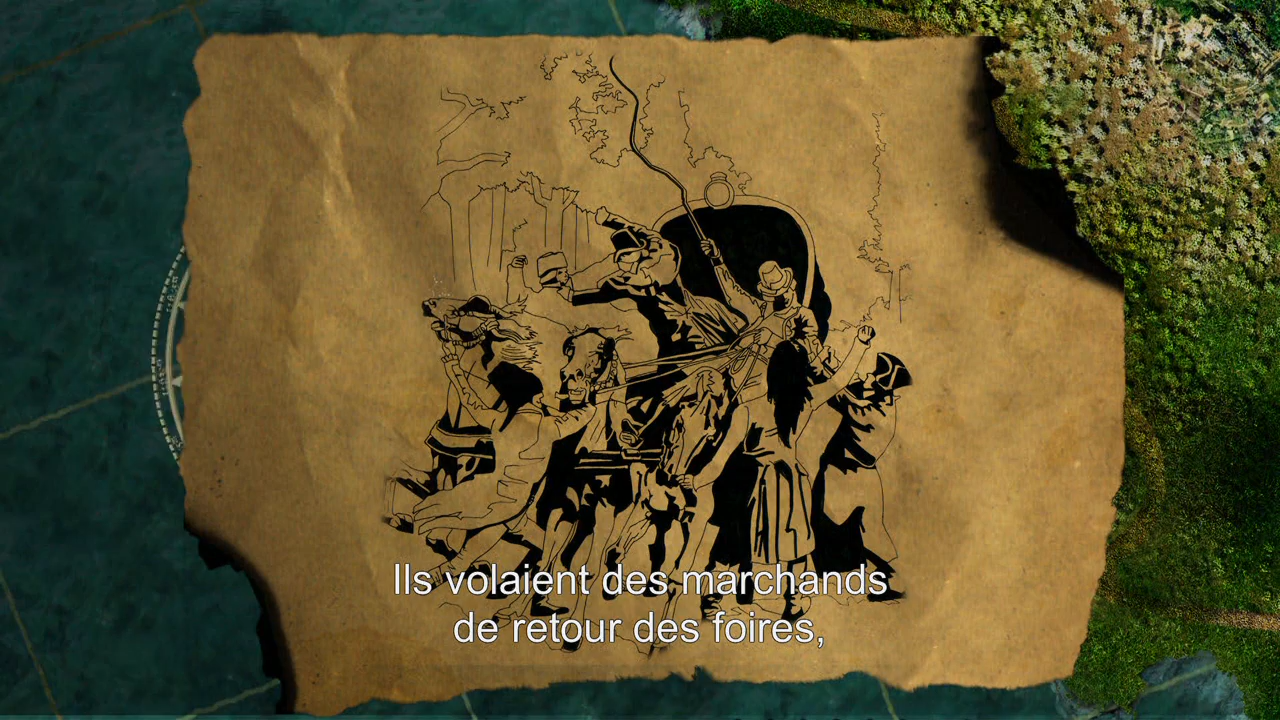 Ils volaient des marchands
de retour des foires,